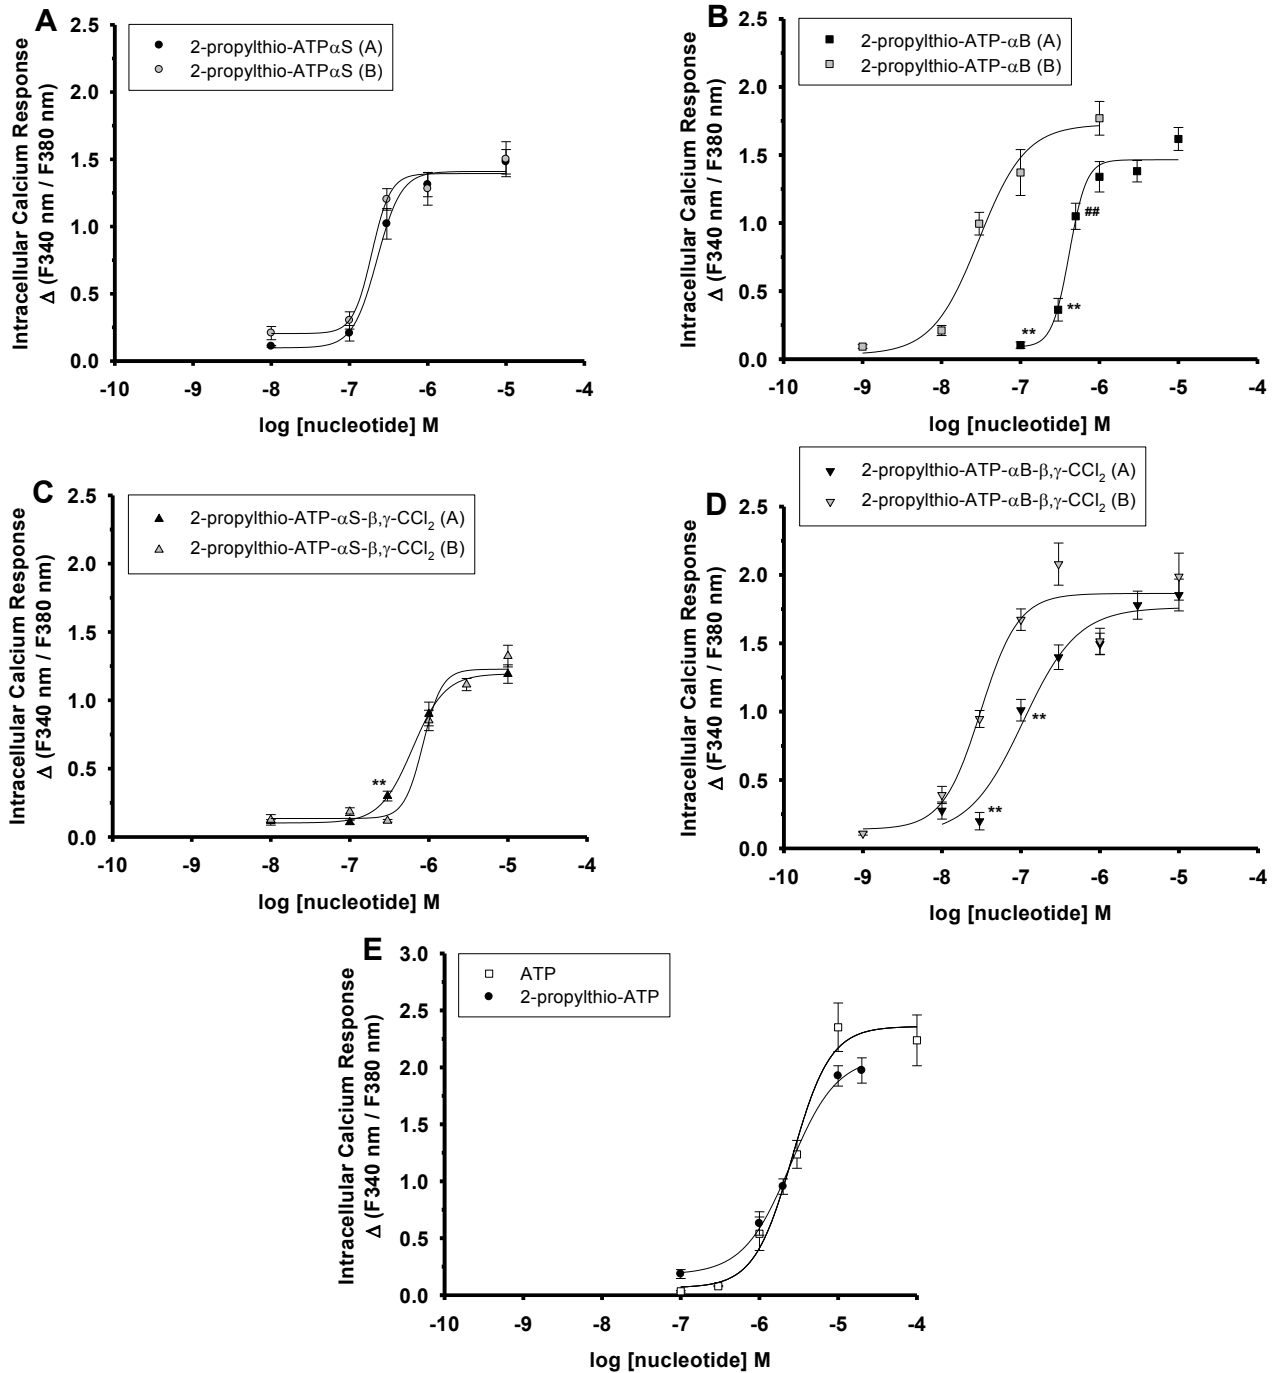 A
2-propylthio-ATPαS (A)
2-propylthio-ATPαS (B)
Intracellular Calcium Response
Δ (F340 nm / F380 nm)
2.5
2.0
1.5
1.0
0.5
0.0
-10 -9 -8 -7 -6 -5 -4
log [nucleotide] M
B
2-propylthio-ATP-αB (A)
2-propylthio-ATP-αB (B)
Intracellular Calcium Response
Δ (F340 nm / F380 nm)
2.5
2.0
1.5
1.0
0.5
0.0
##
**
**
-10 -9 -8 -7 -6 -5 -4
log [nucleotide] M
C
2-propylthio-ATP-αS-β,γ-CCl₂ (A)
2-propylthio-ATP-αS-β,γ-CCl₂ (B)
Intracellular Calcium Response
Δ (F340 nm / F380 nm)
2.5
2.0
1.5
1.0
0.5
0.0
**
-10 -9 -8 -7 -6 -5 -4
log [nucleotide] M
D
2-propylthio-ATP-αB-β,γ-CCl₂ (A)
2-propylthio-ATP-αB-β,γ-CCl₂ (B)
Intracellular Calcium Response
Δ (F340 nm / F380 nm)
2.5
2.0
1.5
1.0
0.5
0.0
**
**
-10 -9 -8 -7 -6 -5 -4
log [nucleotide] M
E
ATP
2-propylthio-ATP
Intracellular Calcium Response
Δ (F340 nm / F380 nm)
3.0
2.5
2.0
1.5
1.0
0.5
0.0
-10 -9 -8 -7 -6 -5 -4
log [nucleotide] M